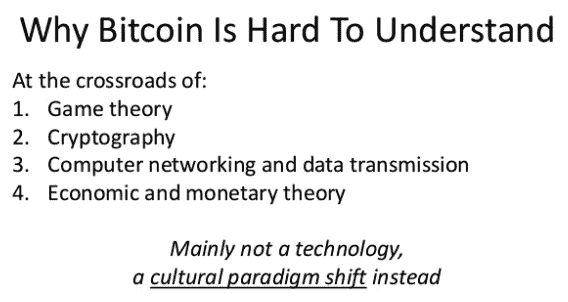 Why Bitcoin Is Hard To Understand
At the crossroads of:
1. Game theory
2. Cryptography
3. Computer networking and data transmission
4. Economic and monetary theory
Mainly not a technology,
a cultural paradigm shift instead